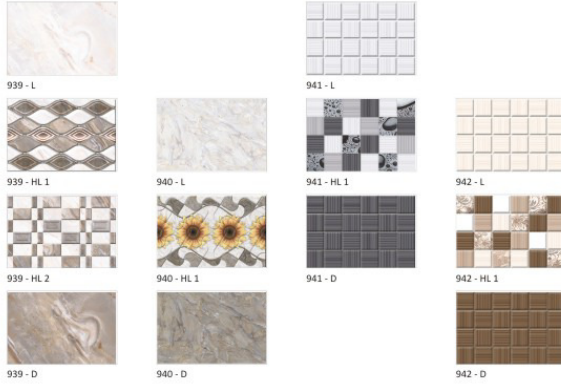 939 - L
941 - L
939 - HL 1
940 - L
941 - HL 1
942 - L
939 - HL 2
940 - HL 1
941 - D
942 - HL 1
939 - D
940 - D
942 - D